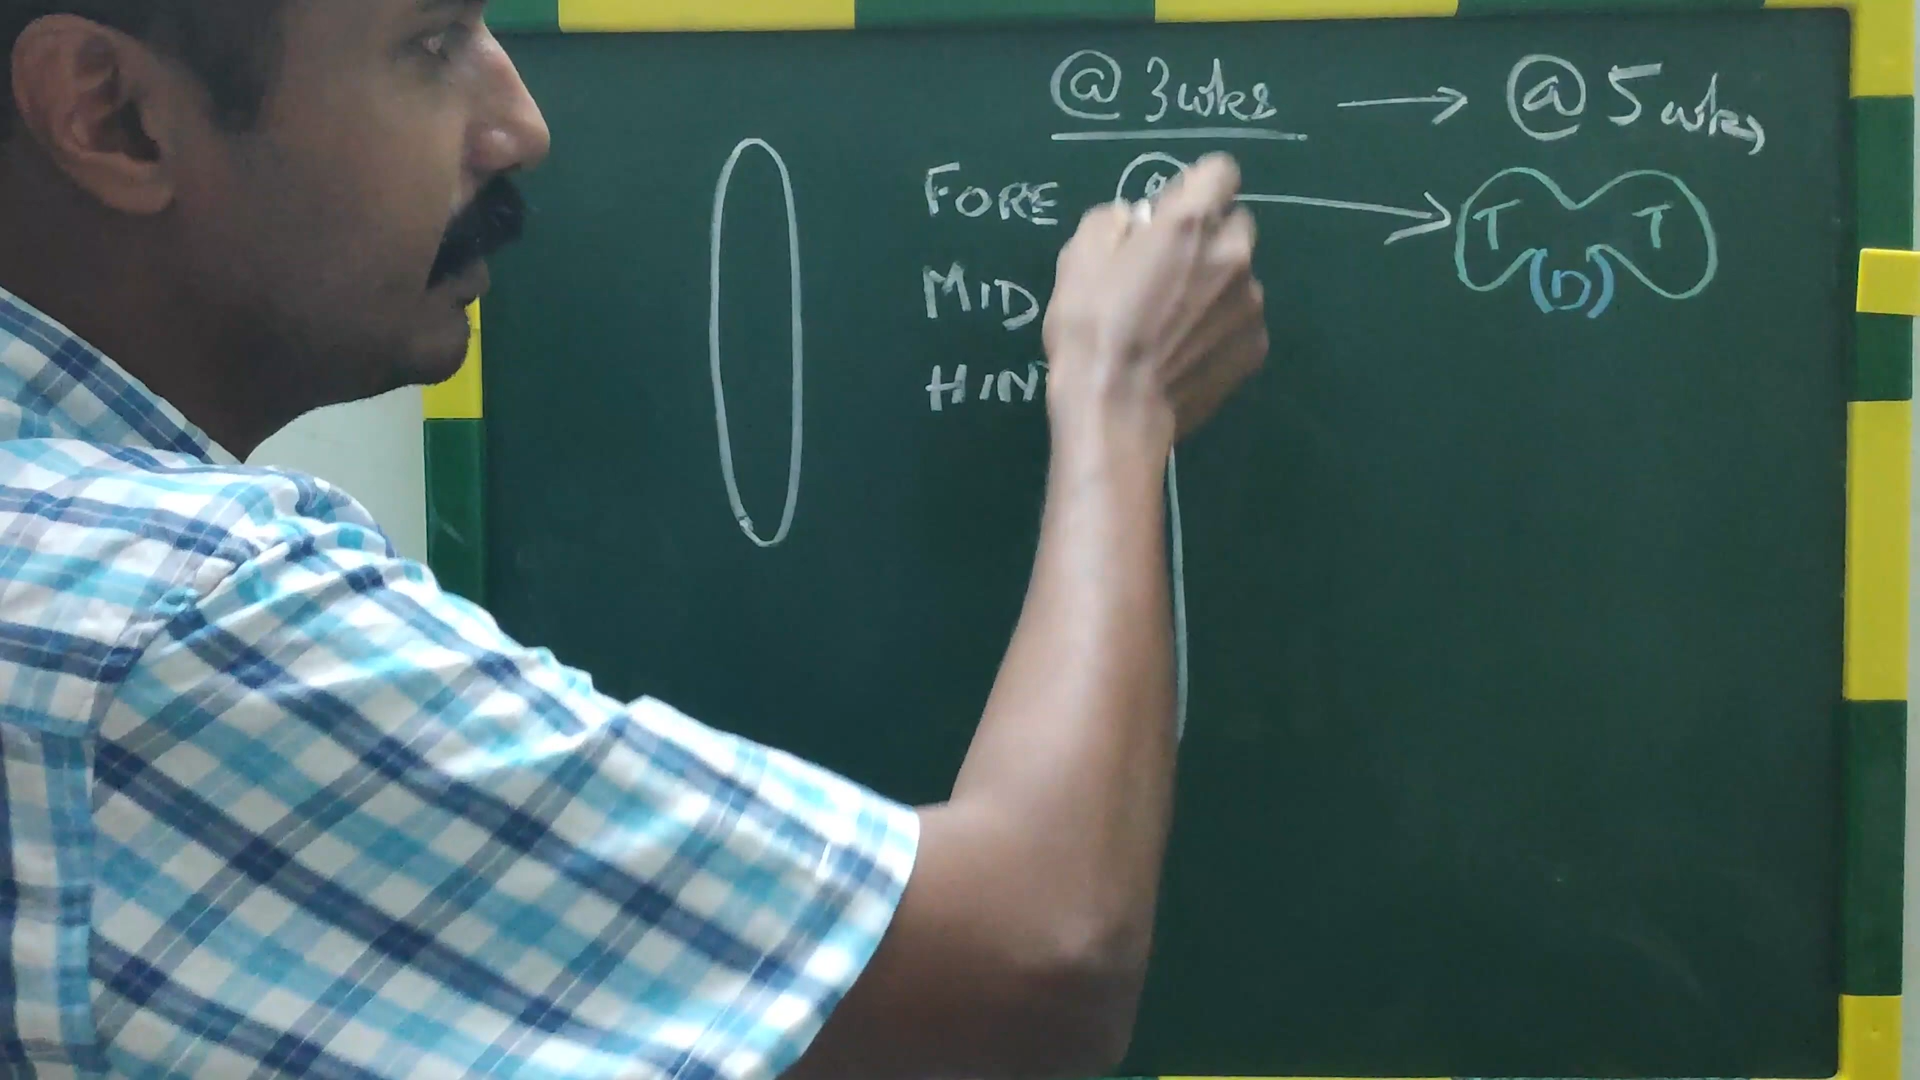 @ 3wks → @ 5wks
FORE P → T T
(D)
MID
HIN